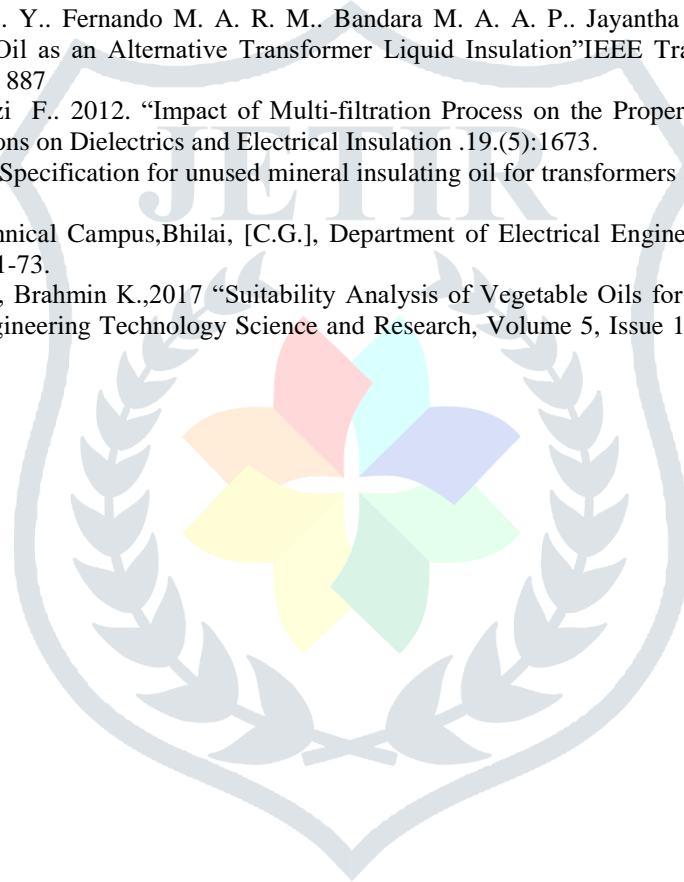 . Y.. Fernando M. A. R. M.. Bandara M. A. A. P.. Jayantha
Oil as an Alternative Transformer Liquid Insulation”IEEE Tra
887
zi F.. 2012. “Impact of Multi-filtration Process on the Proper
ons on Dielectrics and Electrical Insulation .19.(5):1673.
Specification for unused mineral insulating oil for transformers
hnical Campus,Bhilai, [C.G.], Department of Electrical Engine
1-73.
, Brahmin K.,2017 “Suitability Analysis of Vegetable Oils for
gineering Technology Science and Research, Volume 5, Issue 1
JETIR